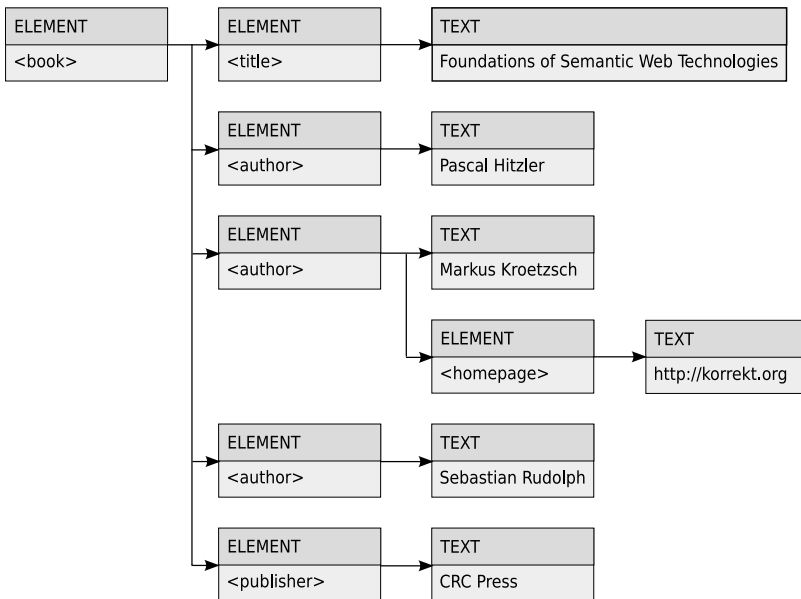 ELEMENT
<book>
ELEMENT
<title>
TEXT
Foundations of Semantic Web Technologies
ELEMENT
<author>
TEXT
Pascal Hitzler
ELEMENT
<author>
TEXT
Markus Kroetzsch
ELEMENT
<homepage>
TEXT
http://korrekt.org
ELEMENT
<author>
TEXT
Sebastian Rudolph
ELEMENT
<publisher>
TEXT
CRC Press